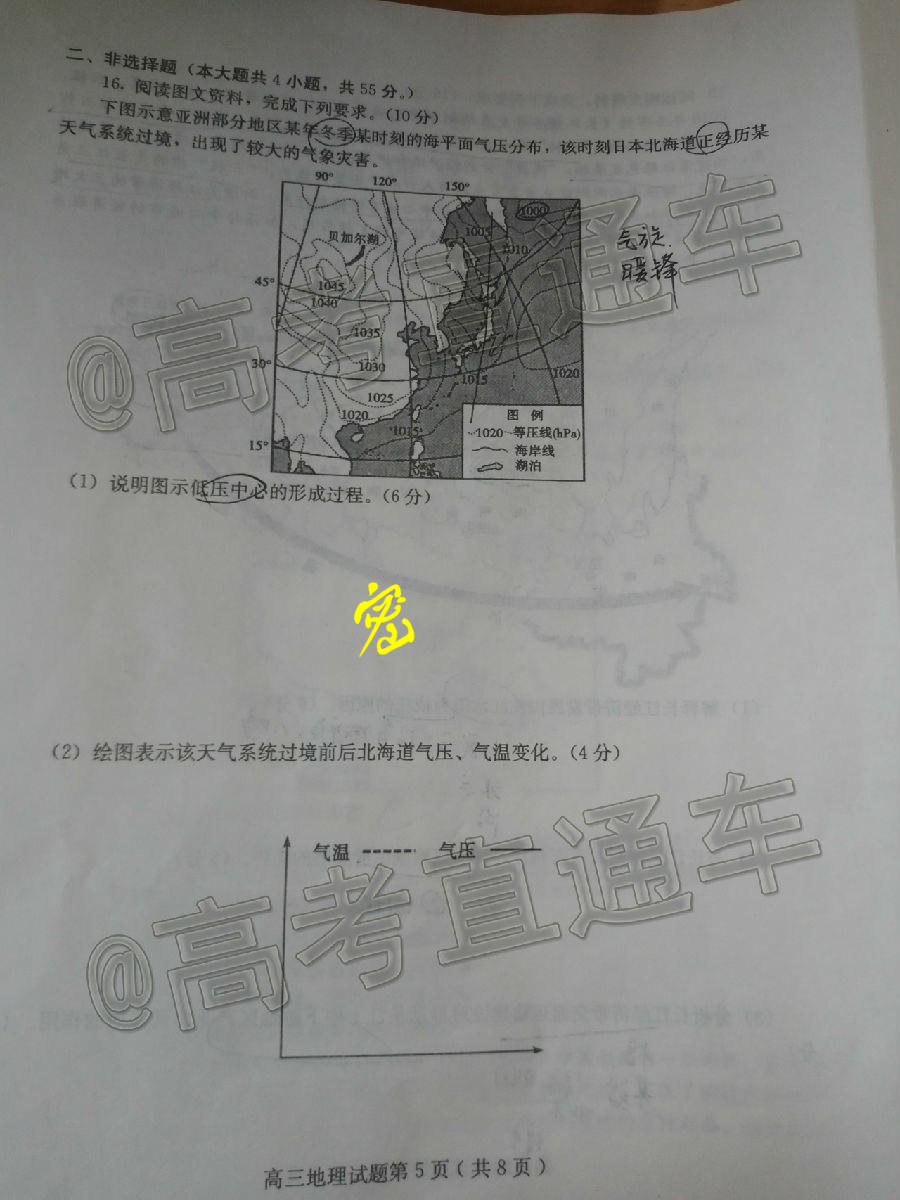 二、非选择题（本大题共4小题，共55分。）
16. 阅读图文资料，完成下列要求。（10分）
下图示意亚洲部分地区某年冬季某时刻的海平面气压分布，该时刻日本北海道正经历某
天气系统过境，出现了较大的气象灾害。
90° 120° 150°
1000
1005
1010
贝加尔湖
气旋.
暖锋
45°
1045
1040
1035
30°
1030
1015
1020
1025
1020
1015
15°
图 例
1020 等压线(hPa)
海岸线
湖泊
（1）说明图示低压中心的形成过程。（6分）
（2）绘图表示该天气系统过境前后北海道气压、气温变化。（4分）
气温 气压
@高考直通车
@高考直通车
高三地理试题第5页（共8页）